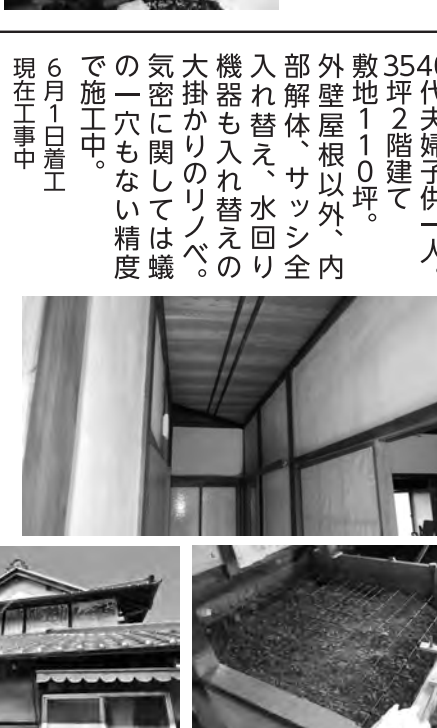 40代夫婦子供一人。
35坪2階建て
敷地110坪。
外壁屋根以外、内
部解体、サッシ全
入れ替え、水回り
機器も入れ替えの
大掛かりのリノベ。
気密に関しては蟻
の一穴もない精度
で施工中。
6月1日着工
現在工事中